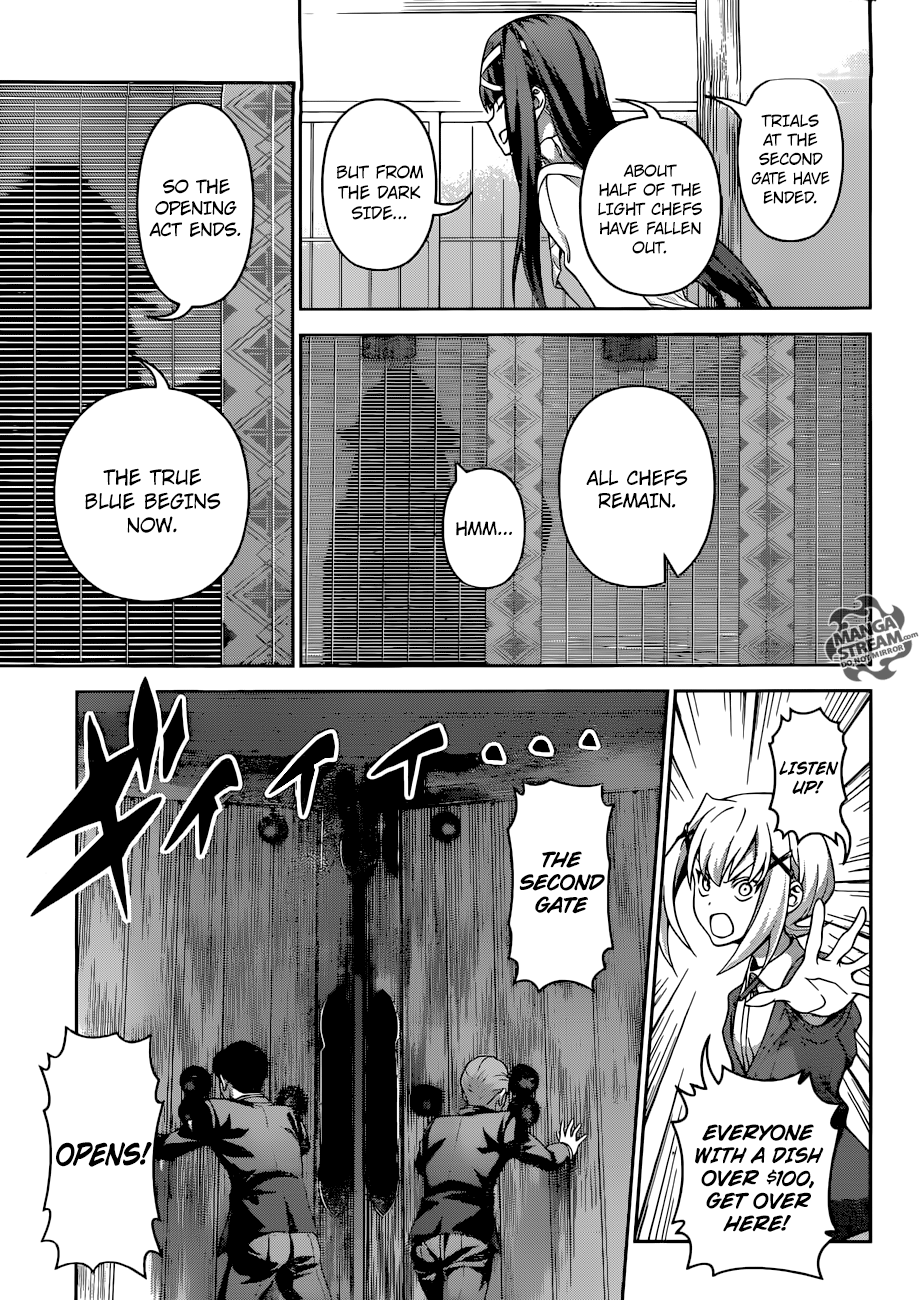 TRIALS
AT THE
SECOND
GATE HAVE
ENDED.
ABOUT
HALF OF THE
LIGHT CHEFS
HAVE FALLEN
OUT.
BUT FROM
THE DARK
SIDE...
ALL CHEFS
REMAIN.
HMM...
SO THE
OPENING
ACT ENDS.
THE TRUE
BLUE BEGINS
NOW.
MANGA
STREAM.com
DO NOT MIRROR
LISTEN
UP!
EVERYONE
WITH A DISH
OVER $100,
GET OVER
HERE!
THE
SECOND
GATE
ギィイイ...
OPENS!